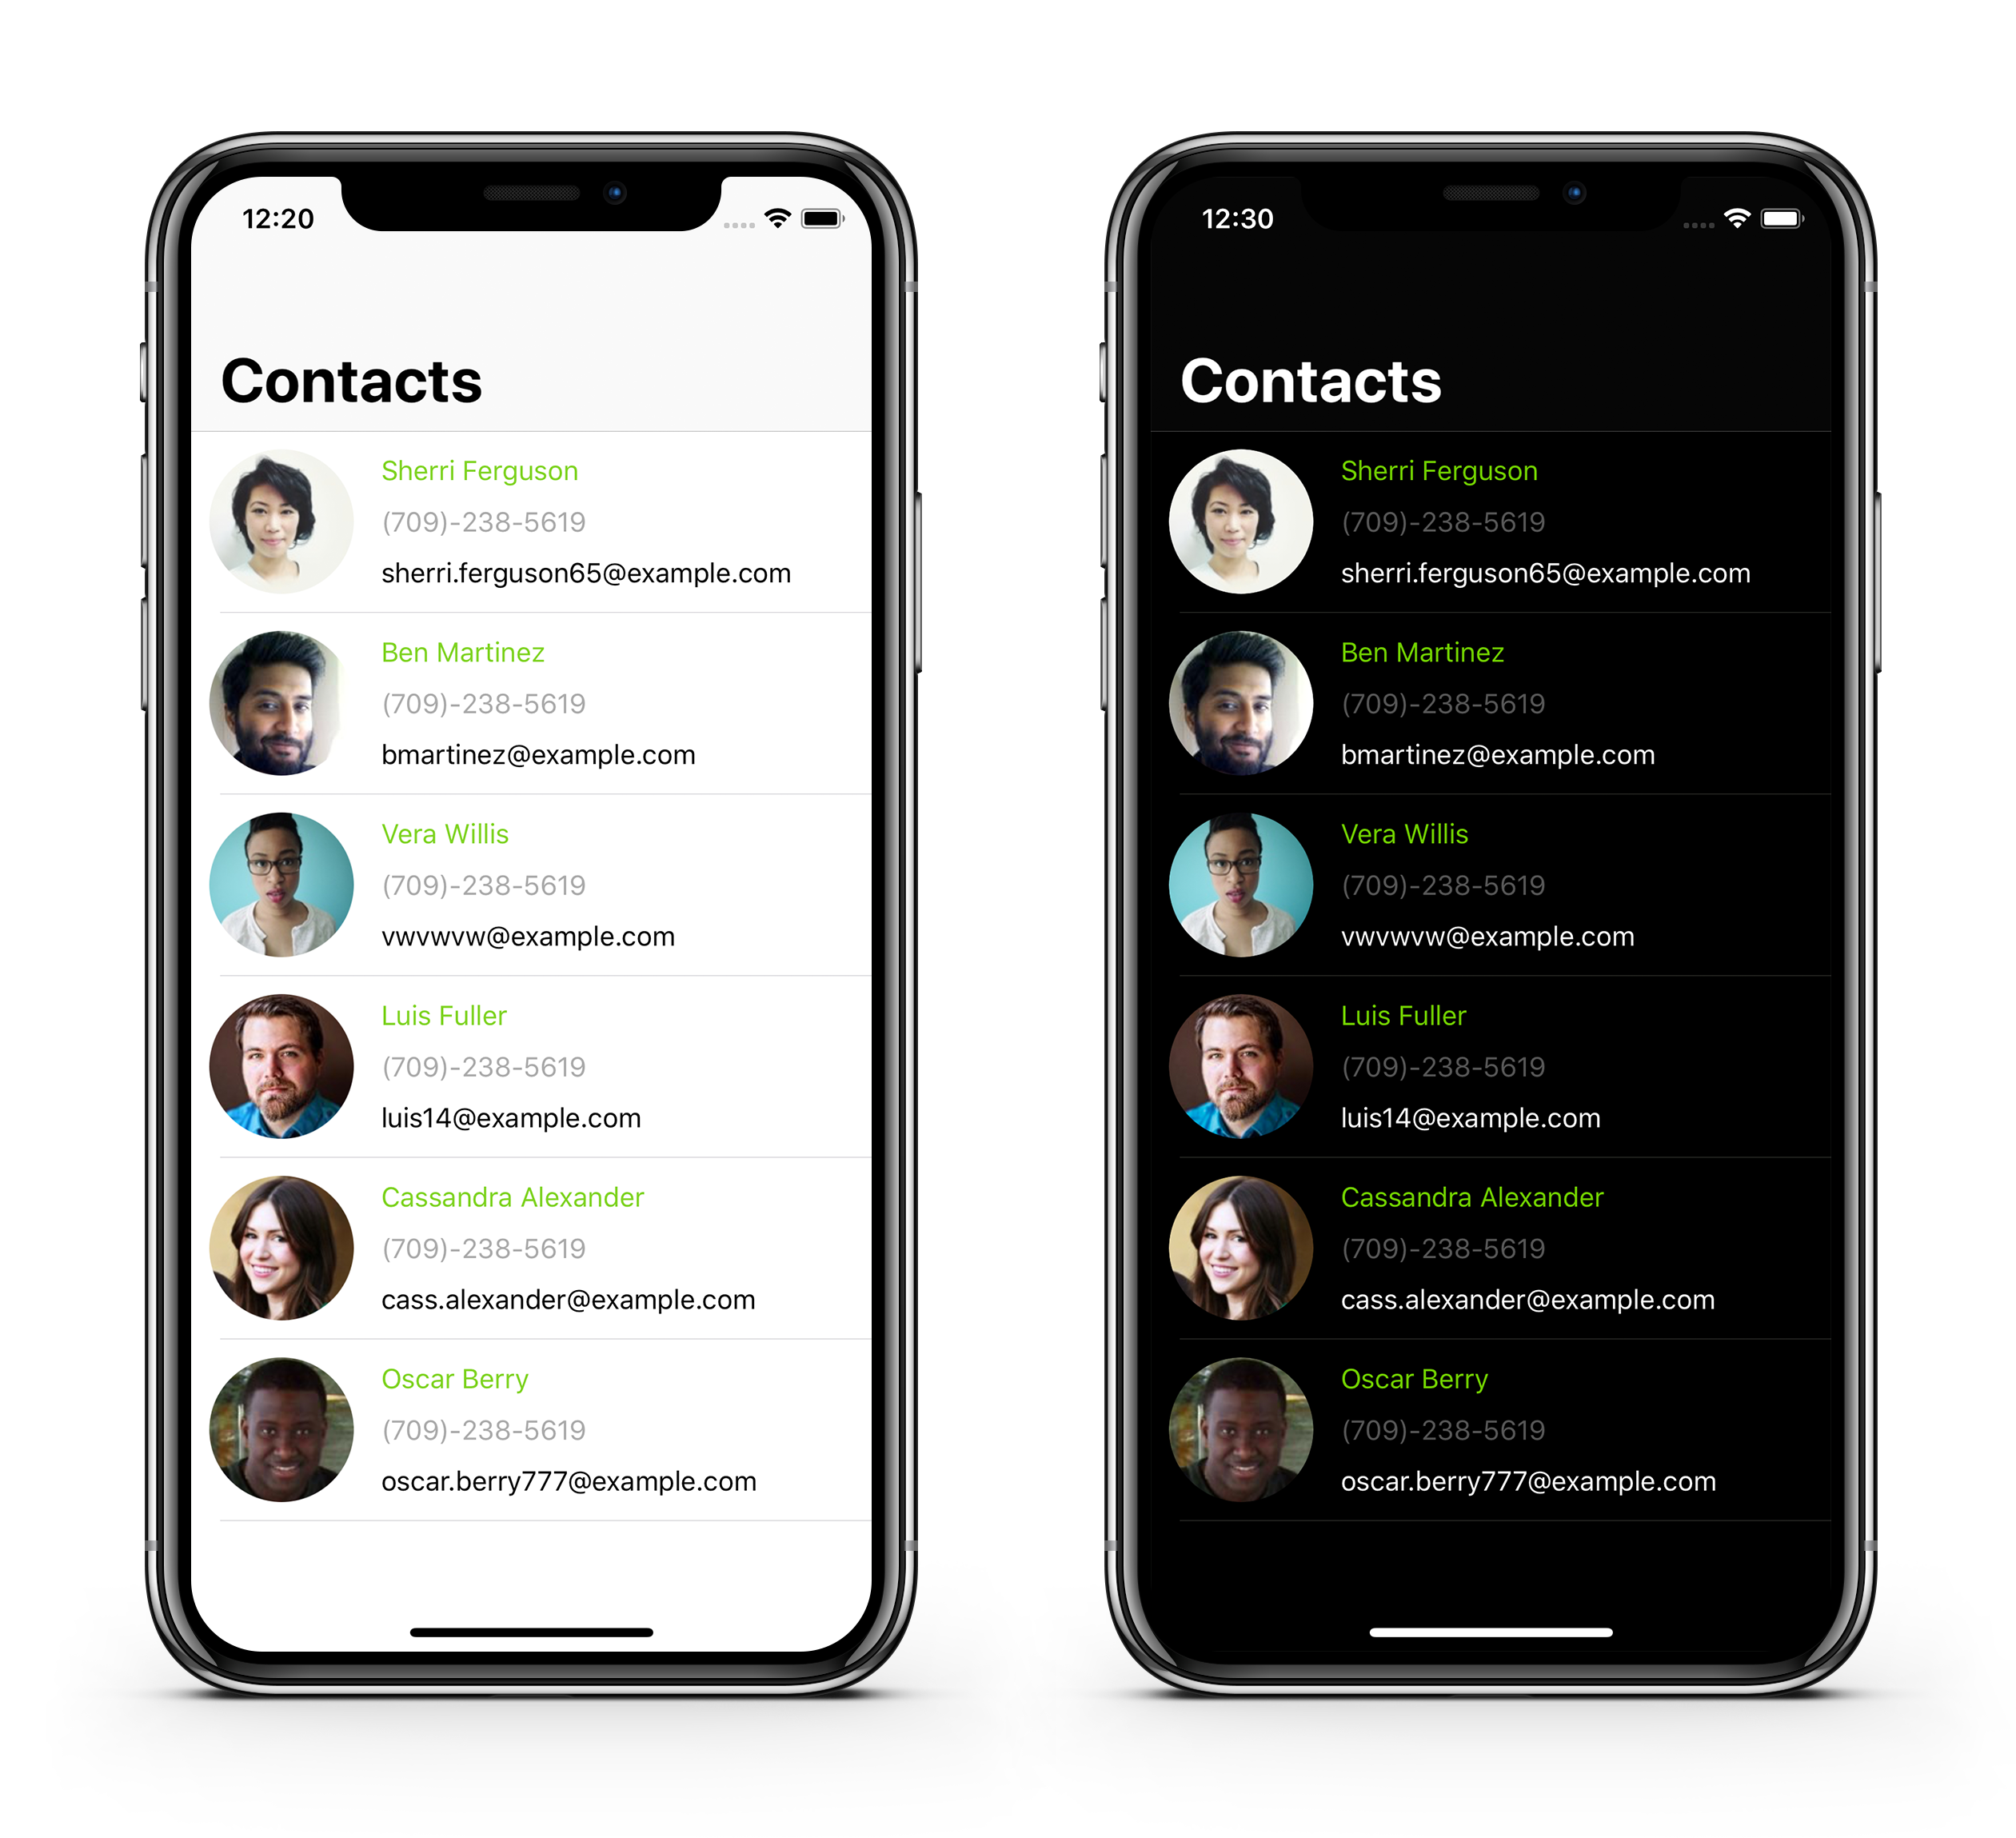 12:20
Contacts
Sherri Ferguson
(709)-238-5619
sherri.ferguson65@example.com
Ben Martinez
(709)-238-5619
bmartinez@example.com
Vera Willis
(709)-238-5619
vwvwvw@example.com
Luis Fuller
(709)-238-5619
luis14@example.com
Cassandra Alexander
(709)-238-5619
cass.alexander@example.com
Oscar Berry
(709)-238-5619
oscar.berry777@example.com
12:30
Contacts
Sherri Ferguson
(709)-238-5619
sherri.ferguson65@example.com
Ben Martinez
(709)-238-5619
bmartinez@example.com
Vera Willis
(709)-238-5619
vwvwvw@example.com
Luis Fuller
(709)-238-5619
luis14@example.com
Cassandra Alexander
(709)-238-5619
cass.alexander@example.com
Oscar Berry
(709)-238-5619
oscar.berry777@example.com